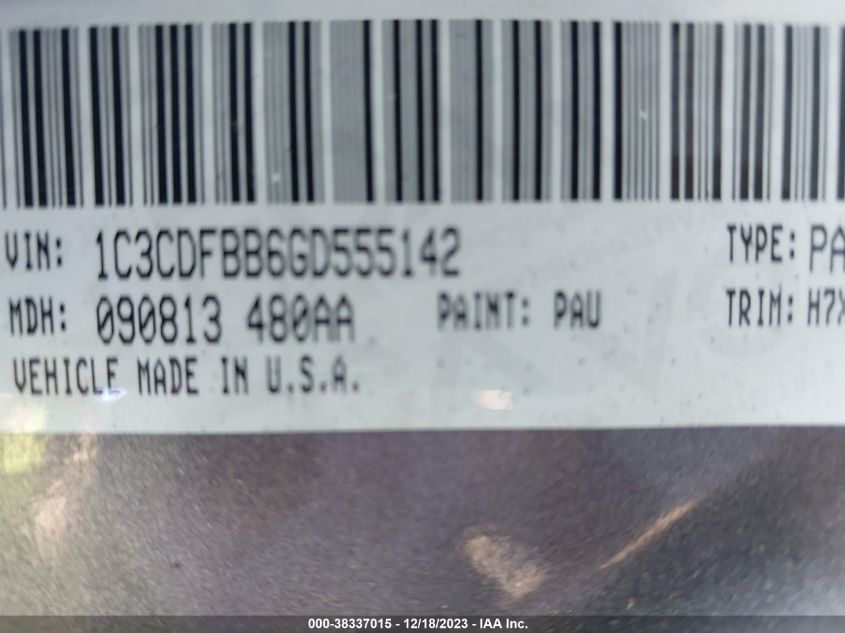 VIN: 1C3CDFBB6GD555142 TYPE: PA
MDH: 090813 480AA PAINT: PAU TRIM: H7X
VEHICLE MADE IN U.S.A.
000-38337015 - 12/18/2023 - IAA Inc.